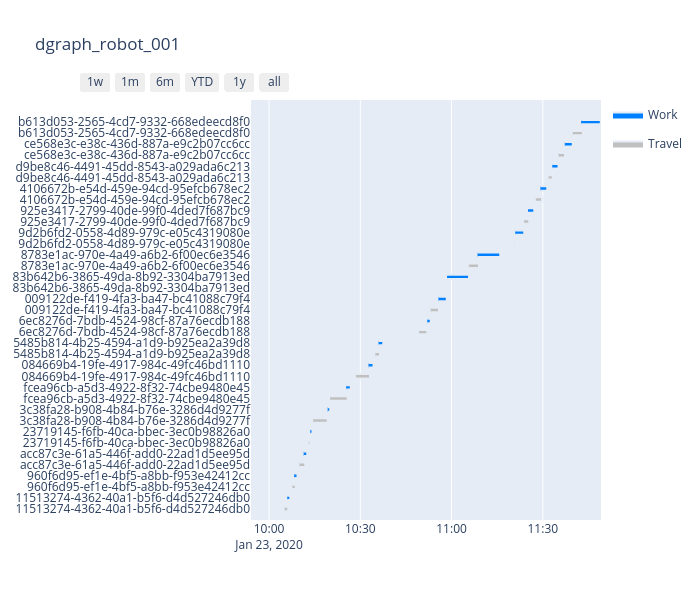 dgraph_robot_001
1w 1m 6m YTD 1y all
Work
Travel
b613d053-2565-4cd7-9332-668edeecd8f0
b613d053-2565-4cd7-9332-668edeecd8f0
ce568e3c-e38c-436d-887a-e9c2b07cc6cc
ce568e3c-e38c-436d-887a-e9c2b07cc6cc
d9be8c46-4491-45dd-8543-a029ada6c213
d9be8c46-4491-45dd-8543-a029ada6c213
4106672b-e54d-459e-94cd-95efcb678ec2
4106672b-e54d-459e-94cd-95efcb678ec2
925e3417-2799-40de-99f0-4ded7f687bc9
925e3417-2799-40de-99f0-4ded7f687bc9
9d2b6fd2-0558-4d89-979c-e05c4319080e
9d2b6fd2-0558-4d89-979c-e05c4319080e
8783e1ac-970e-4a49-a6b2-6f00ec6e3546
8783e1ac-970e-4a49-a6b2-6f00ec6e3546
83b642b6-3865-49da-8b92-3304ba7913ed
83b642b6-3865-49da-8b92-3304ba7913ed
009122de-f419-4fa3-ba47-bc41088c79f4
009122de-f419-4fa3-ba47-bc41088c79f4
6ec8276d-7bdb-4524-98cf-87a76ecdb188
6ec8276d-7bdb-4524-98cf-87a76ecdb188
5485b814-4b25-4594-a1d9-b925ea2a39d8
5485b814-4b25-4594-a1d9-b925ea2a39d8
084669b4-19fe-4917-984c-49fc46bd1110
084669b4-19fe-4917-984c-49fc46bd1110
fcea96cb-a5d3-4922-8f32-74cbe9480e45
fcea96cb-a5d3-4922-8f32-74cbe9480e45
3c38fa28-b908-4b84-b76e-3286d4d9277f
3c38fa28-b908-4b84-b76e-3286d4d9277f
23719145-f6fb-40ca-bbec-3ec0b98826a0
23719145-f6fb-40ca-bbec-3ec0b98826a0
acc87c3e-61a5-446f-add0-22ad1d5ee95d
acc87c3e-61a5-446f-add0-22ad1d5ee95d
960f6d95-ef1e-4bf5-a8bb-f953e42412cc
960f6d95-ef1e-4bf5-a8bb-f953e42412cc
11513274-4362-40a1-b5f6-d4d527246db0
11513274-4362-40a1-b5f6-d4d527246db0
10:00 10:30 11:00 11:30
Jan 23, 2020